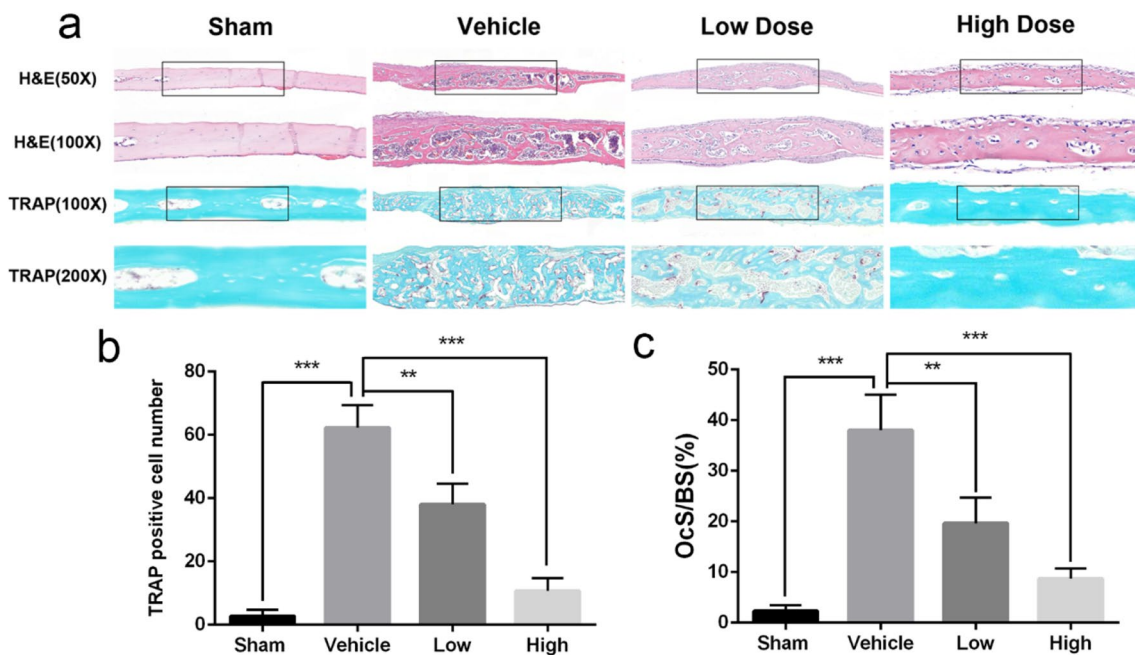 a
Sham Vehicle Low Dose High Dose
H&E(50X)
H&E(100X)
TRAP(100X)
TRAP(200X)
b
TRAP positive cell number
80
60
40
20
0
***
**
***
Sham Vehicle Low High
c
OcS/BS(%)
50
40
30
20
10
0
***
**
***
Sham Vehicle Low High